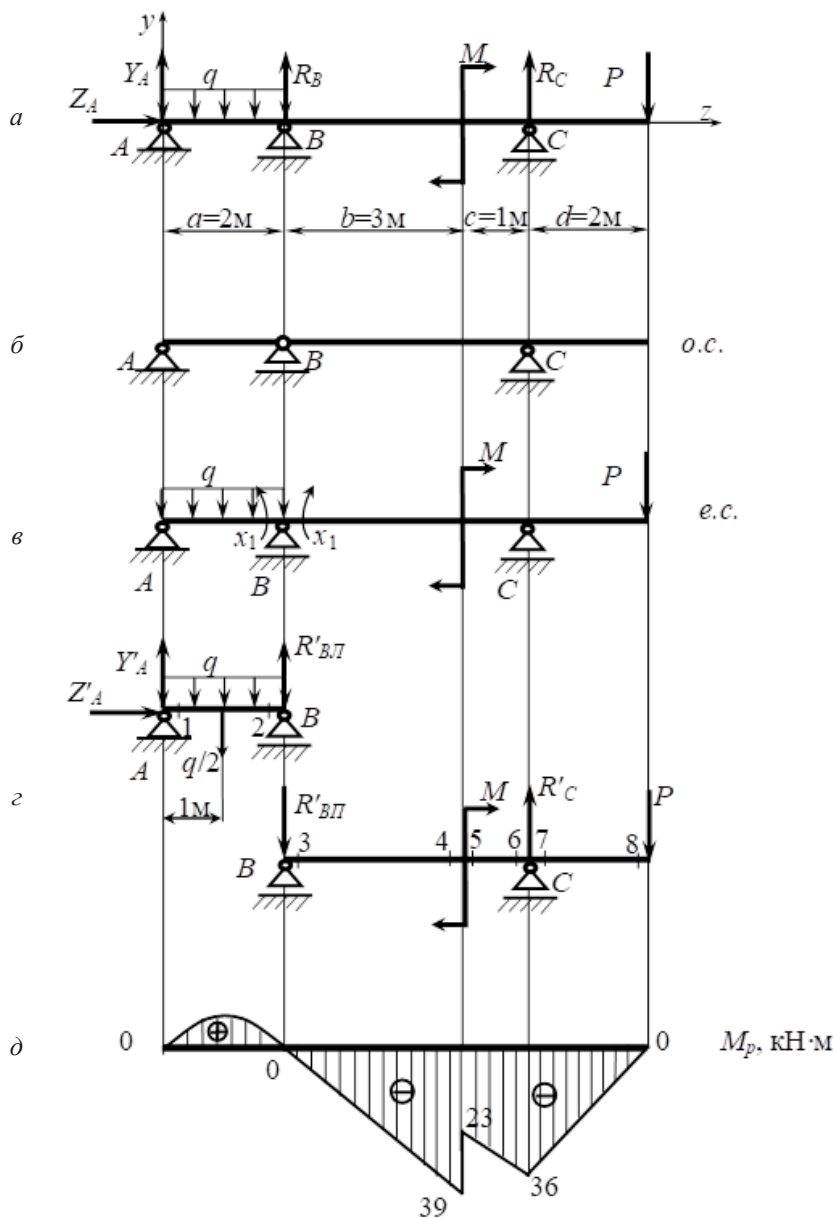 y
Y_A
q
R_B
M
R_C
P
Z_A
а
z
A
B
C
a=2м
b=3м
c=1м
d=2м
б
A
B
C
о.с.
M
P
q
е.с.
x_1
x_1
в
A
B
C
Y'_A
q
R'_ВЛ
Z'_A
1
2
B
A
q/2
г
1м
R'_ВП
M
R'_C
P
3
4
5
6
7
8
B
C
д
0
⊕
0
0
M_p, кН·м
⊖
⊖
23
39
36